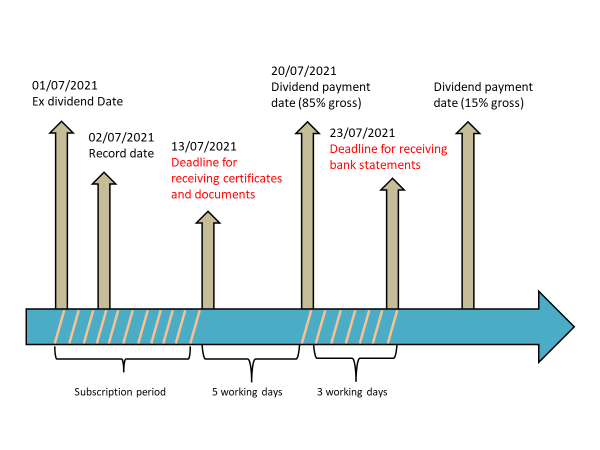 01/07/2021
Ex dividend Date
02/07/2021
Record date
13/07/2021
Deadline for
receiving certificates
and documents
20/07/2021
Dividend payment
date (85% gross)
23/07/2021
Deadline for receiving
bank statements
Dividend payment
date (15% gross)
Subscription period
5 working days
3 working days